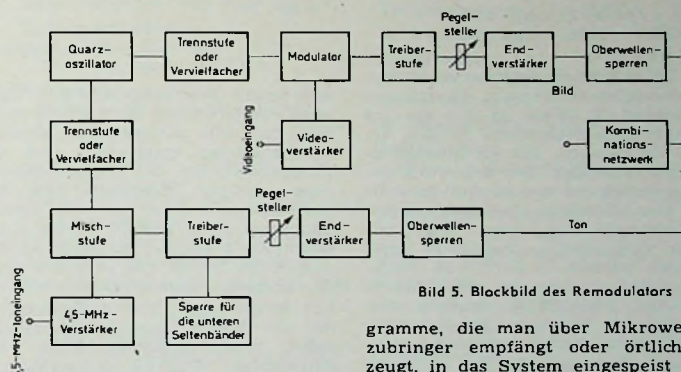 Quarz-
oszillator
Trennstufe
oder
Vervielfacher
Modulator
Treiber-
stufe
Pegel-
steller
End-
verstärker
Oberwellen-
sperren
Bild
Trennstufe
oder
Vervielfacher
Videoeingang
Video-
verstärker
Kombi-
nations-
netzwerk
Misch-
stufe
Treiber-
stufe
Pegel-
steller
End-
verstärker
Oberwellen-
sperren
Ton
4,5-MHz-Toneingang
4,5-MHz-
Verstärker
Sperre für
die unteren
Seitenbänder
Bild 5. Blockbild des Remodulators
gramme, die man über Mikrowe
zubringer empfängt oder örtlich
zeugt, in das System eingespeist